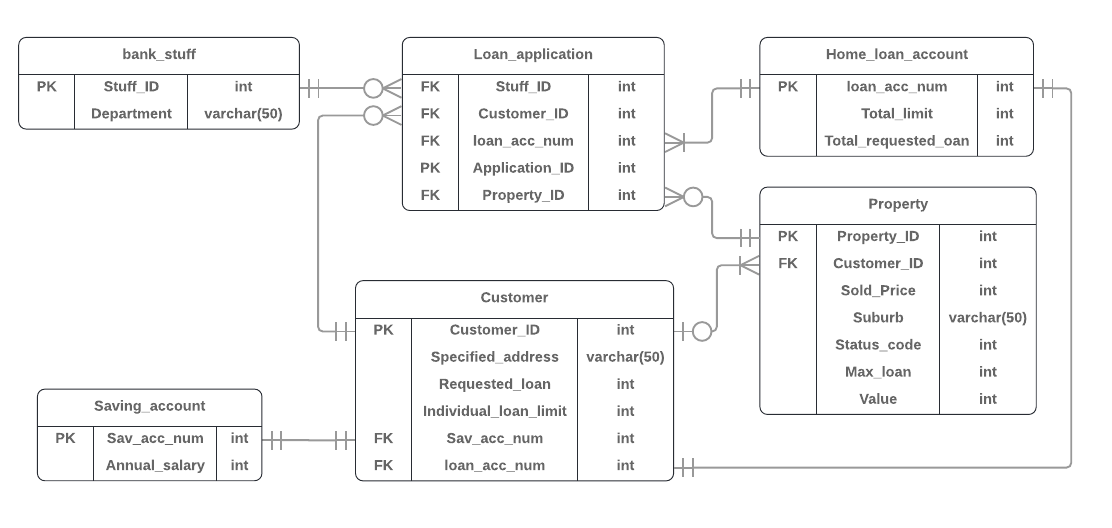 bank_stuff
PK Stuff_ID int
Department varchar(50)
Loan_application
FK Stuff_ID int
FK Customer_ID int
FK loan_acc_num int
PK Application_ID int
FK Property_ID int
Home_loan_account
PK loan_acc_num int
Total_limit int
Total_requested_oan int
Property
PK Property_ID int
FK Customer_ID int
Sold_Price int
Suburb varchar(50)
Status_code int
Max_loan int
Value int
Customer
PK Customer_ID int
Specified_address varchar(50)
Requested_loan int
Individual_loan_limit int
FK Sav_acc_num int
FK loan_acc_num int
Saving_account
PK Sav_acc_num int
Annual_salary int